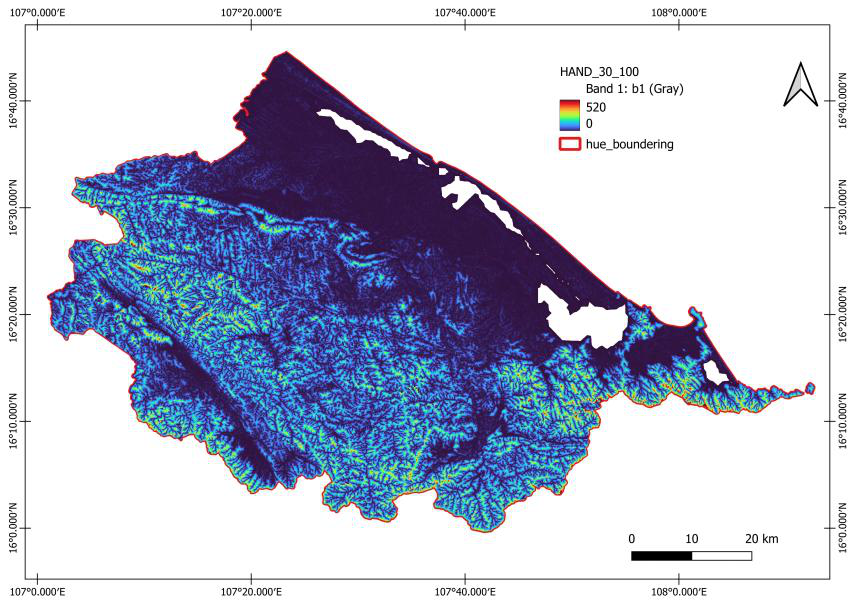 107°0.000′E 107°20.000′E 107°40.000′E 108°0.000′E
HAND_30_100
Band 1: b1 (Gray)
520
0
hue_boundering
16°40.000′N 16°40.000′N
16°30.000′N 16°30.000′N
16°20.000′N 16°20.000′N
16°10.000′N 16°10.000′N
16°0.000′N 16°0.000′N
0 10 20 km
107°0.000′E 107°20.000′E 107°40.000′E 108°0.000′E